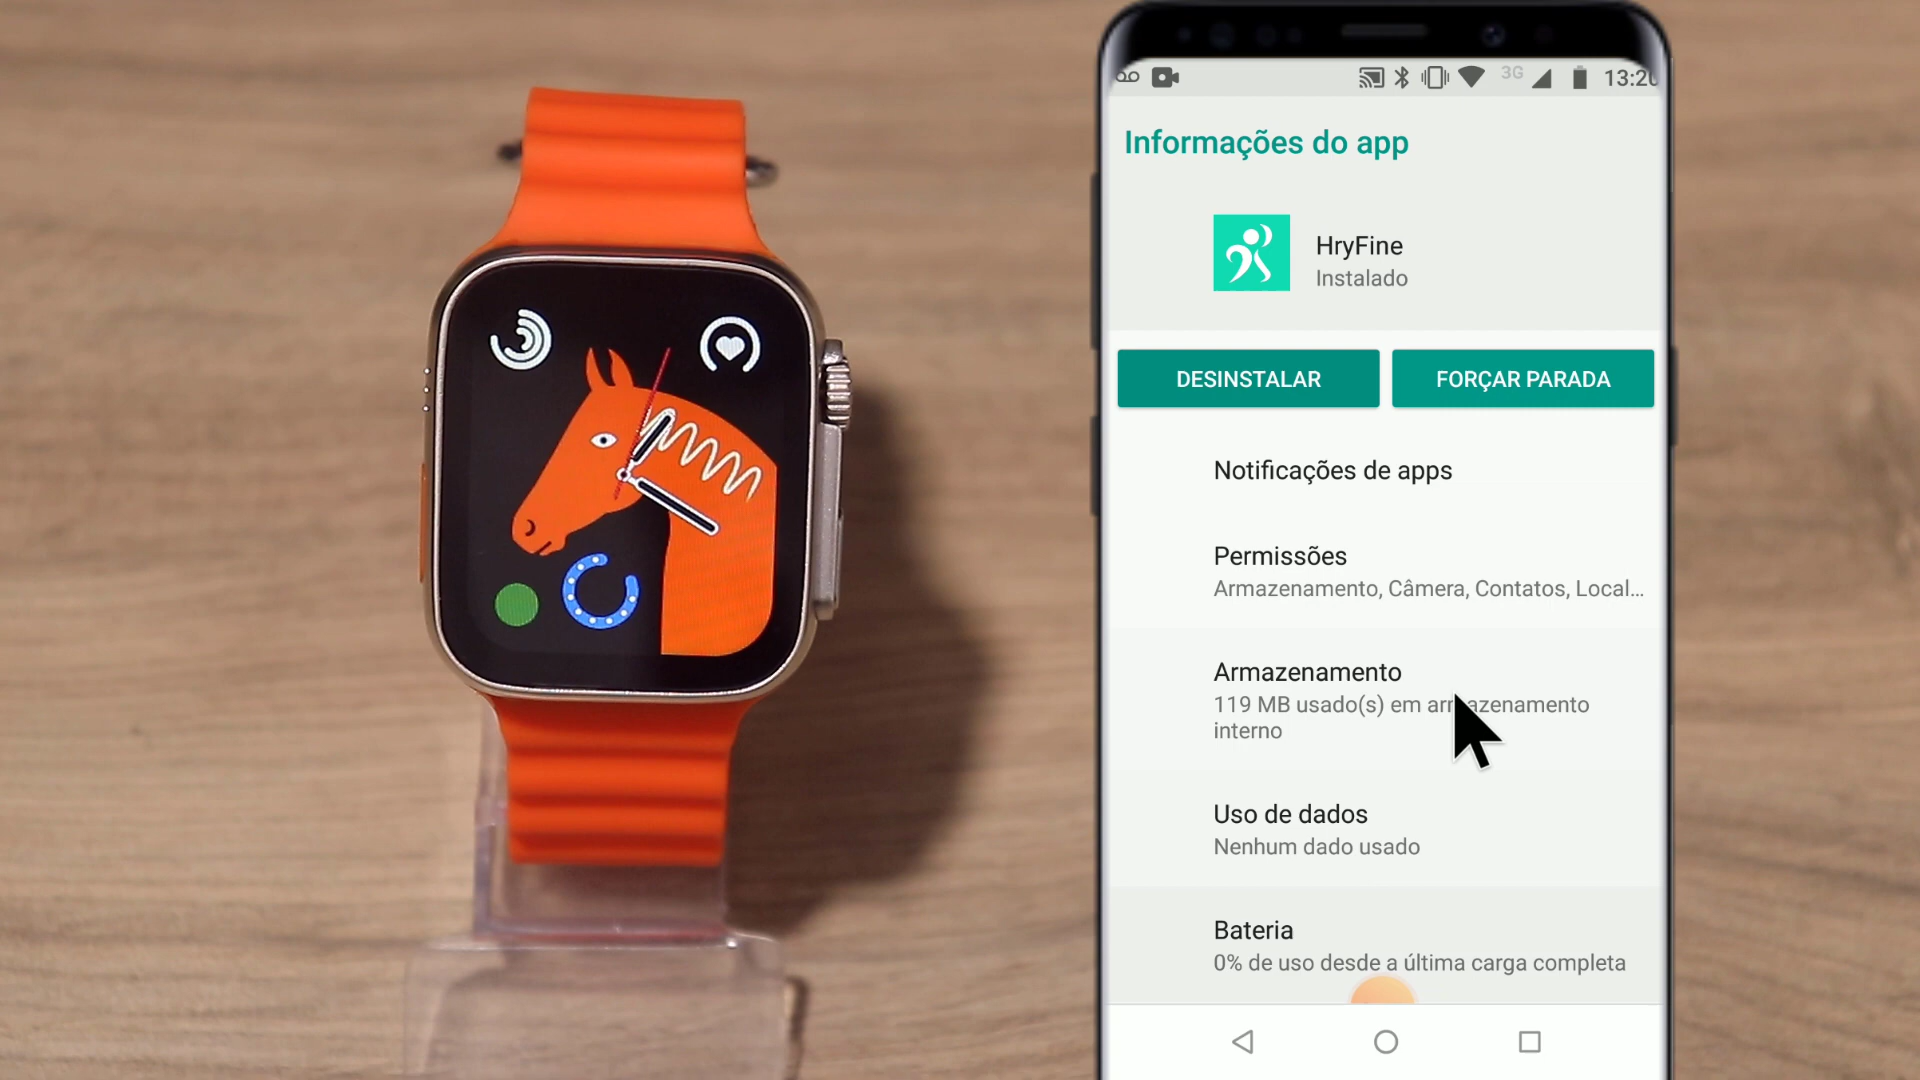 3G 13:20
Informações do app
HryFine
Instalado
DESINSTALAR
FORÇAR PARADA
Notificações de apps
Permissões
Armazenamento, Câmera, Contatos, Local...
Armazenamento
119 MB usado(s) em armazenamento
interno
Uso de dados
Nenhum dado usado
Bateria
0% de uso desde a última carga completa